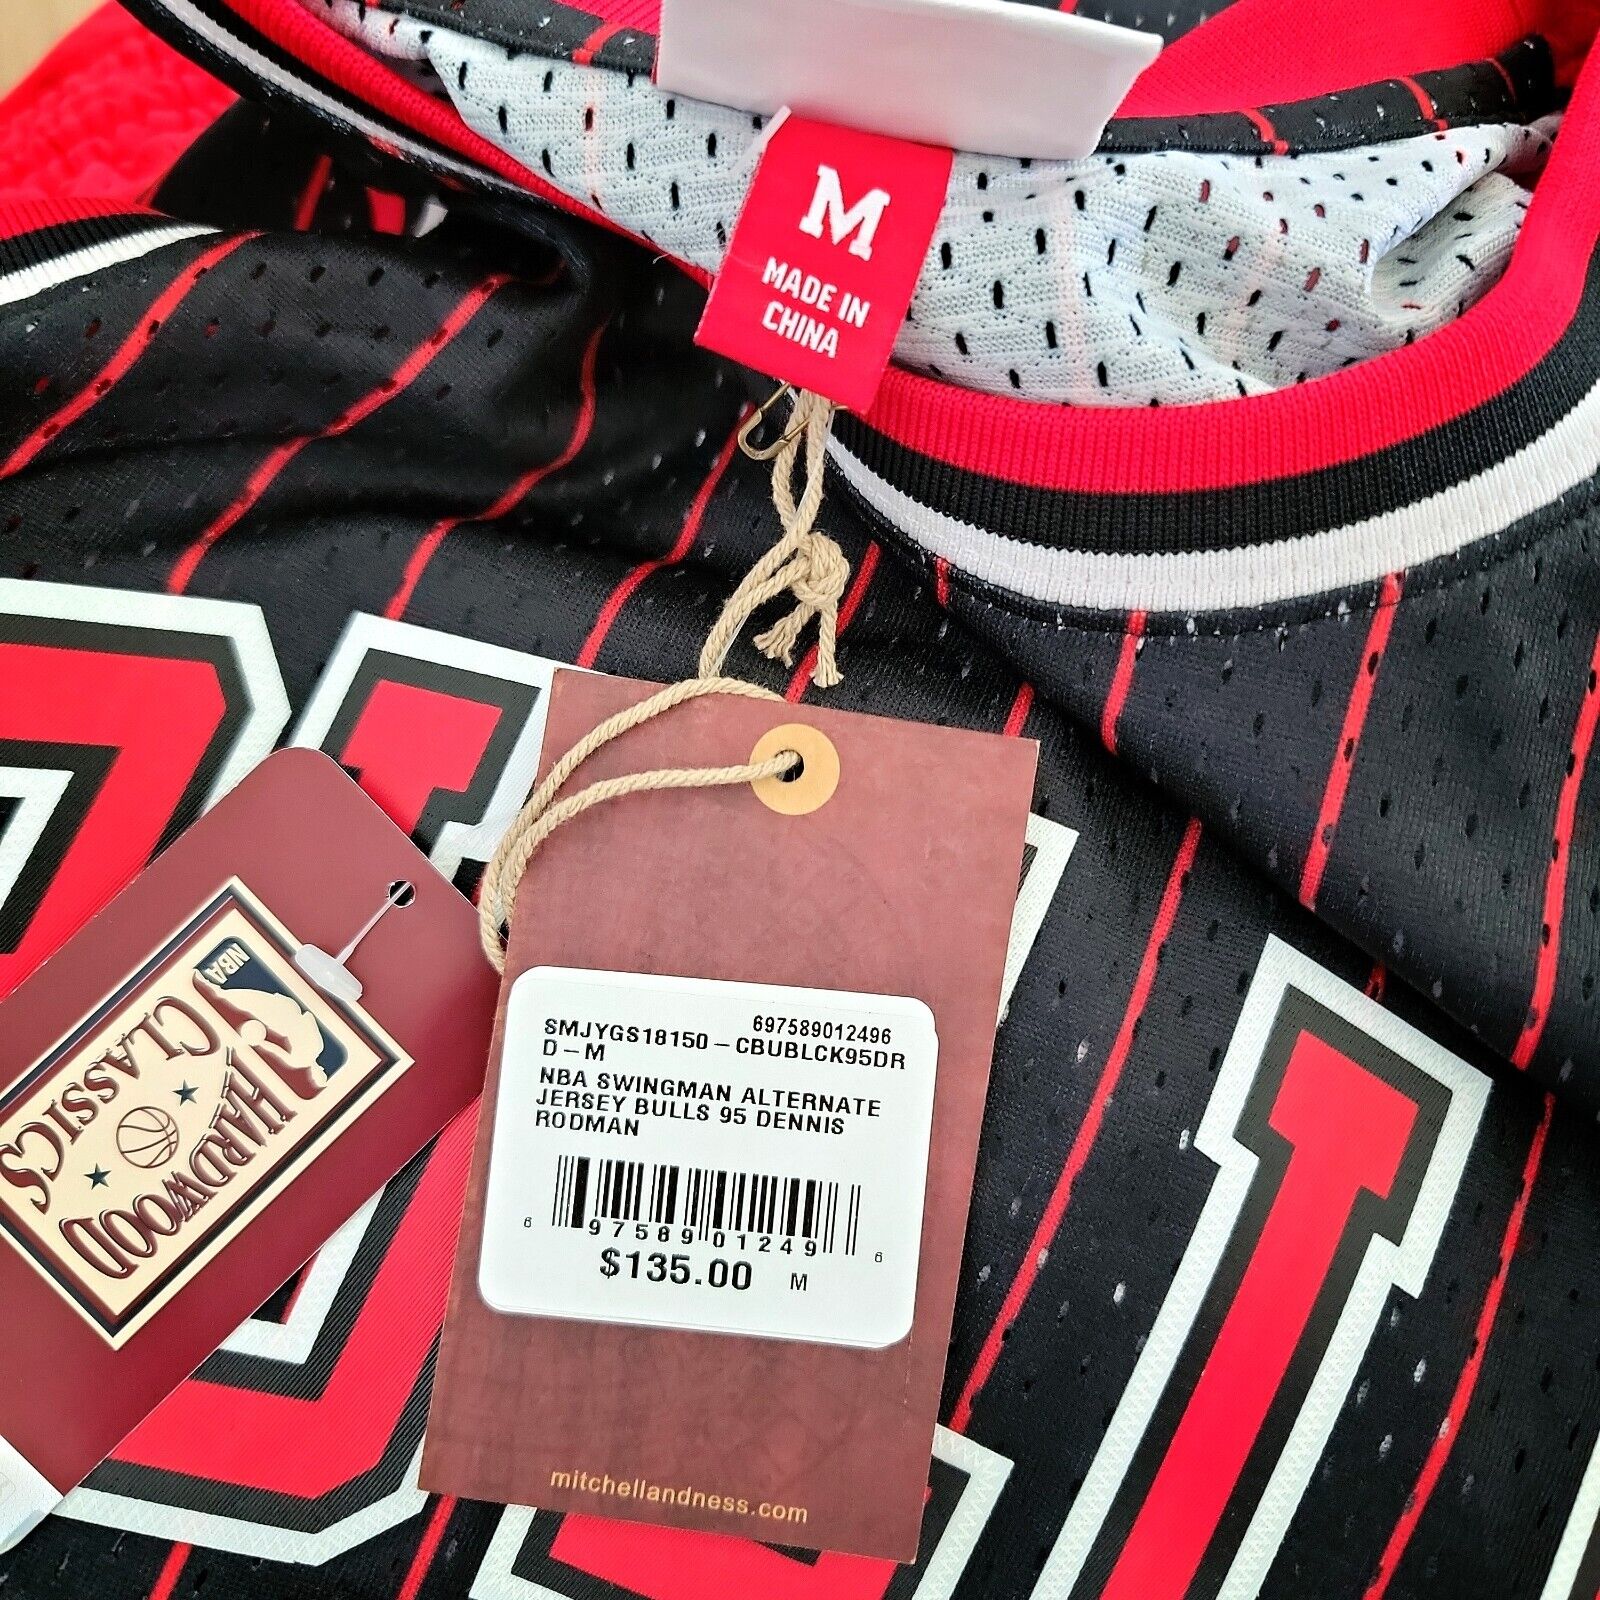 M
MADE IN
CHINA
NBA
HARDWOOD
CLASSICS
697589012496
SMJYGS18150-CBUBLCK95DR
D-M
NBA SWINGMAN ALTERNATE
JERSEY BULLS 95 DENNIS
RODMAN
6 97589 01249 6
$135.00 M
mitchellandness.com